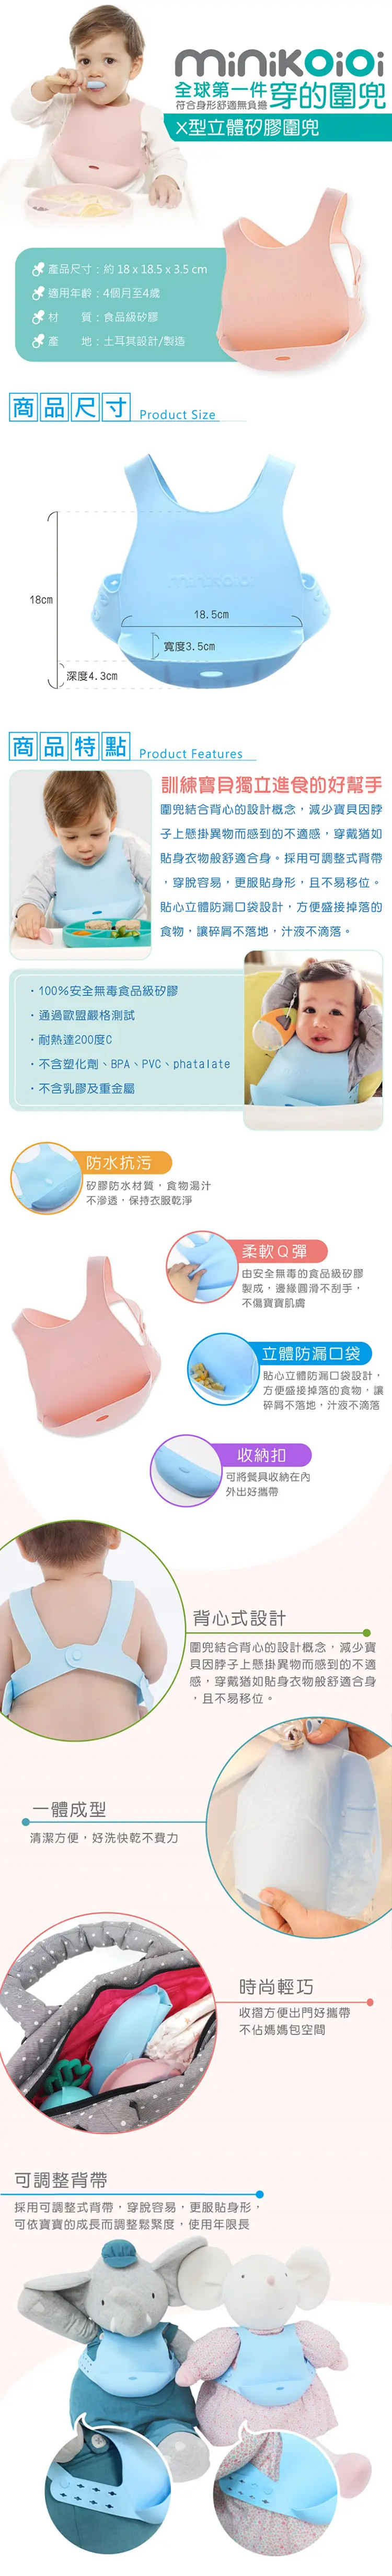 minikoioi
全球第一件
符合身形舒適無負擔
穿的圍兜
X型立體矽膠圍兜
產品尺寸：約 18 x 18.5 x 3.5 cm
適用年齡：4個月至4歲
材　　質：食品級矽膠
產　　地：土耳其設計/製造
商品尺寸 Product Size
minikoioi
18cm
18.5cm
寬度3.5cm
深度4.3cm
商品特點 Product Features
訓練寶貝獨立進食的好幫手
圍兜結合背心的設計概念，減少寶貝因脖
子上懸掛異物而感到的不適感，穿戴猶如
貼身衣物般舒適合身。採用可調整式背帶
，穿脫容易，更服貼身形，且不易移位。
貼心立體防漏口袋設計，方便盛接掉落的
食物，讓碎屑不落地，汁液不滴落。
・100%安全無毒食品級矽膠
・通過歐盟嚴格測試
・耐熱達200度C
・不含塑化劑、BPA、PVC、phatalate
・不含乳膠及重金屬
防水抗污
矽膠防水材質，食物湯汁
不滲透，保持衣服乾淨
柔軟Q彈
由安全無毒的食品級矽膠
製成，邊緣圓滑不刮手，
不傷寶寶肌膚
立體防漏口袋
貼心立體防漏口袋設計，
方便盛接掉落的食物，讓
碎屑不落地，汁液不滴落
收納扣
可將餐具收納在內
外出好攜帶
背心式設計
圍兜結合背心的設計概念，減少寶
貝因脖子上懸掛異物而感到的不適
感，穿戴猶如貼身衣物般舒適合身
，且不易移位。
一體成型
清潔方便，好洗快乾不費力
時尚輕巧
收摺方便出門好攜帶
不佔媽媽包空間
可調整背帶
採用可調整式背帶，穿脫容易，更服貼身形，
可依寶寶的成長而調整鬆緊度，使用年限長